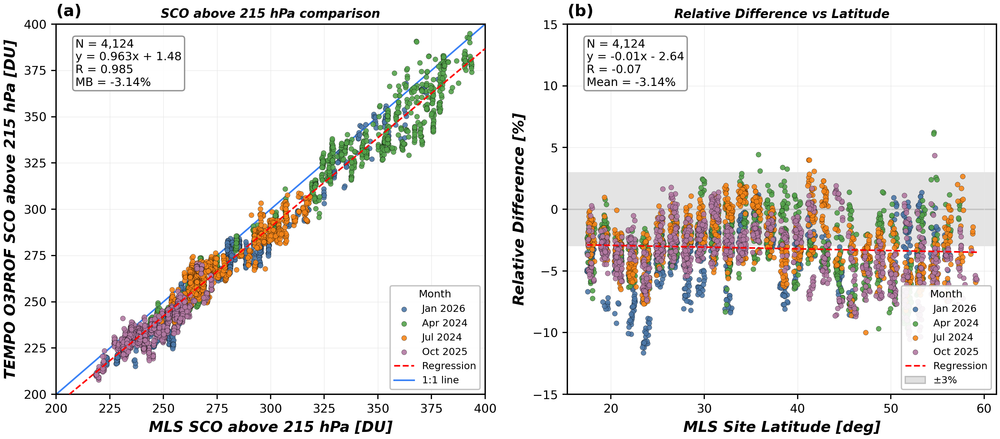 (a)
SCO above 215 hPa comparison
TEMPO O3PROF SCO above 215 hPa [DU]
400
375
350
325
300
275
250
225
200
N = 4,124
y = 0.963x + 1.48
R = 0.985
MB = -3.14%
Month
Jan 2026
Apr 2024
Jul 2024
Oct 2025
Regression
1:1 line
200 225 250 275 300 325 350 375 400
MLS SCO above 215 hPa [DU]
(b)
Relative Difference vs Latitude
Relative Difference [%]
15
10
5
0
−5
−10
−15
N = 4,124
y = -0.01x - 2.64
R = -0.07
Mean = -3.14%
Month
Jan 2026
Apr 2024
Jul 2024
Oct 2025
Regression
±3%
20 30 40 50 60
MLS Site Latitude [deg]